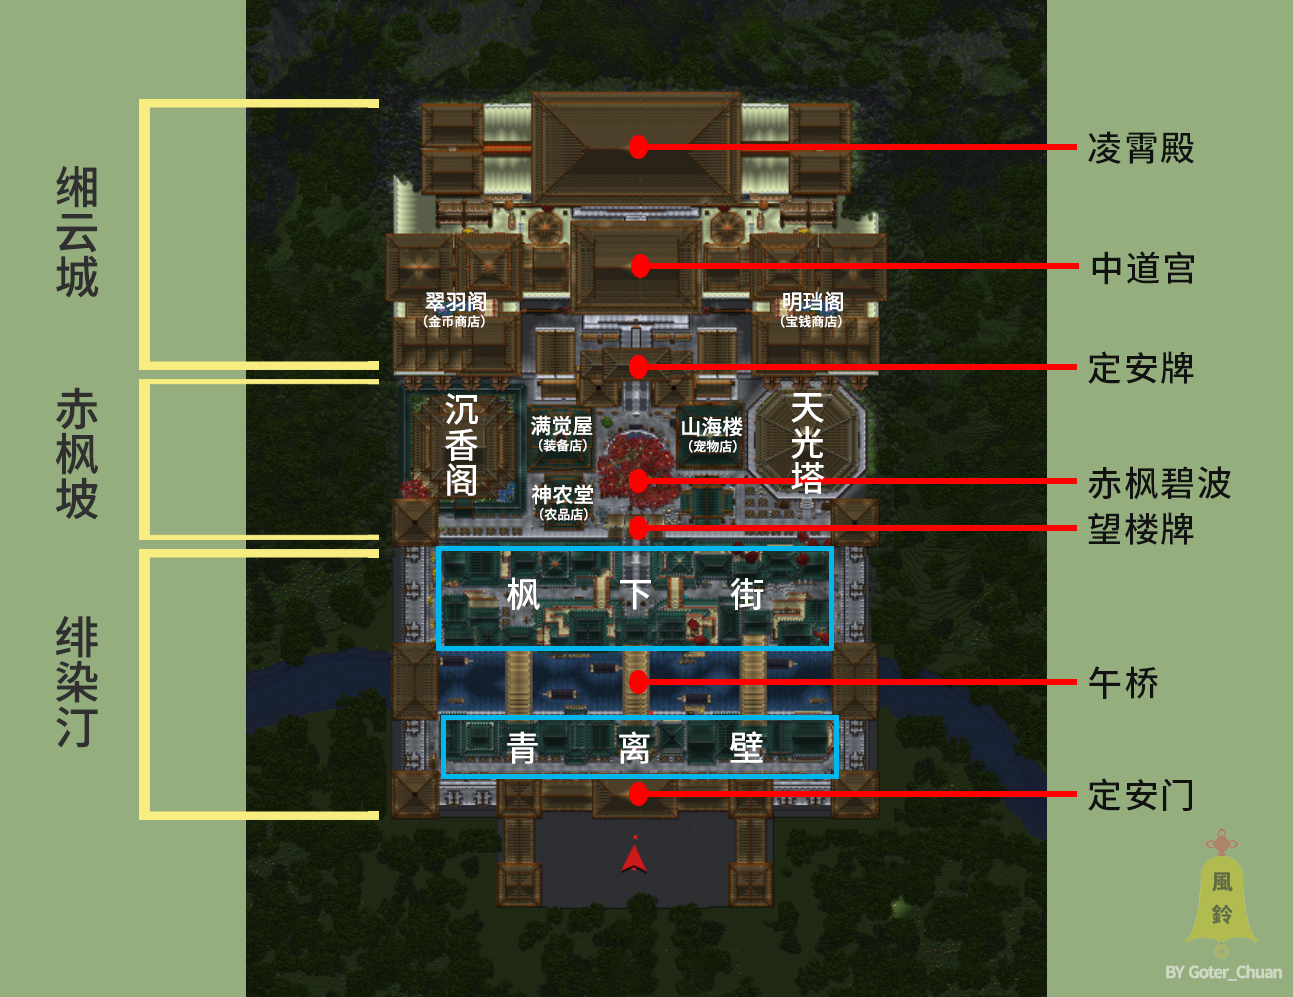 缃云城
赤枫坡
绯染汀
凌霄殿
中道宫
定安牌
赤枫碧波
望楼牌
午桥
定安门
翠羽阁
（金币商店）
明珰阁
（宝钱商店）
沉香阁
满觉屋
（装备店）
山海楼
（宠物店）
天光塔
神农堂
（农品店）
枫下街
青离壁
風鈴
BY Goter_Chuan